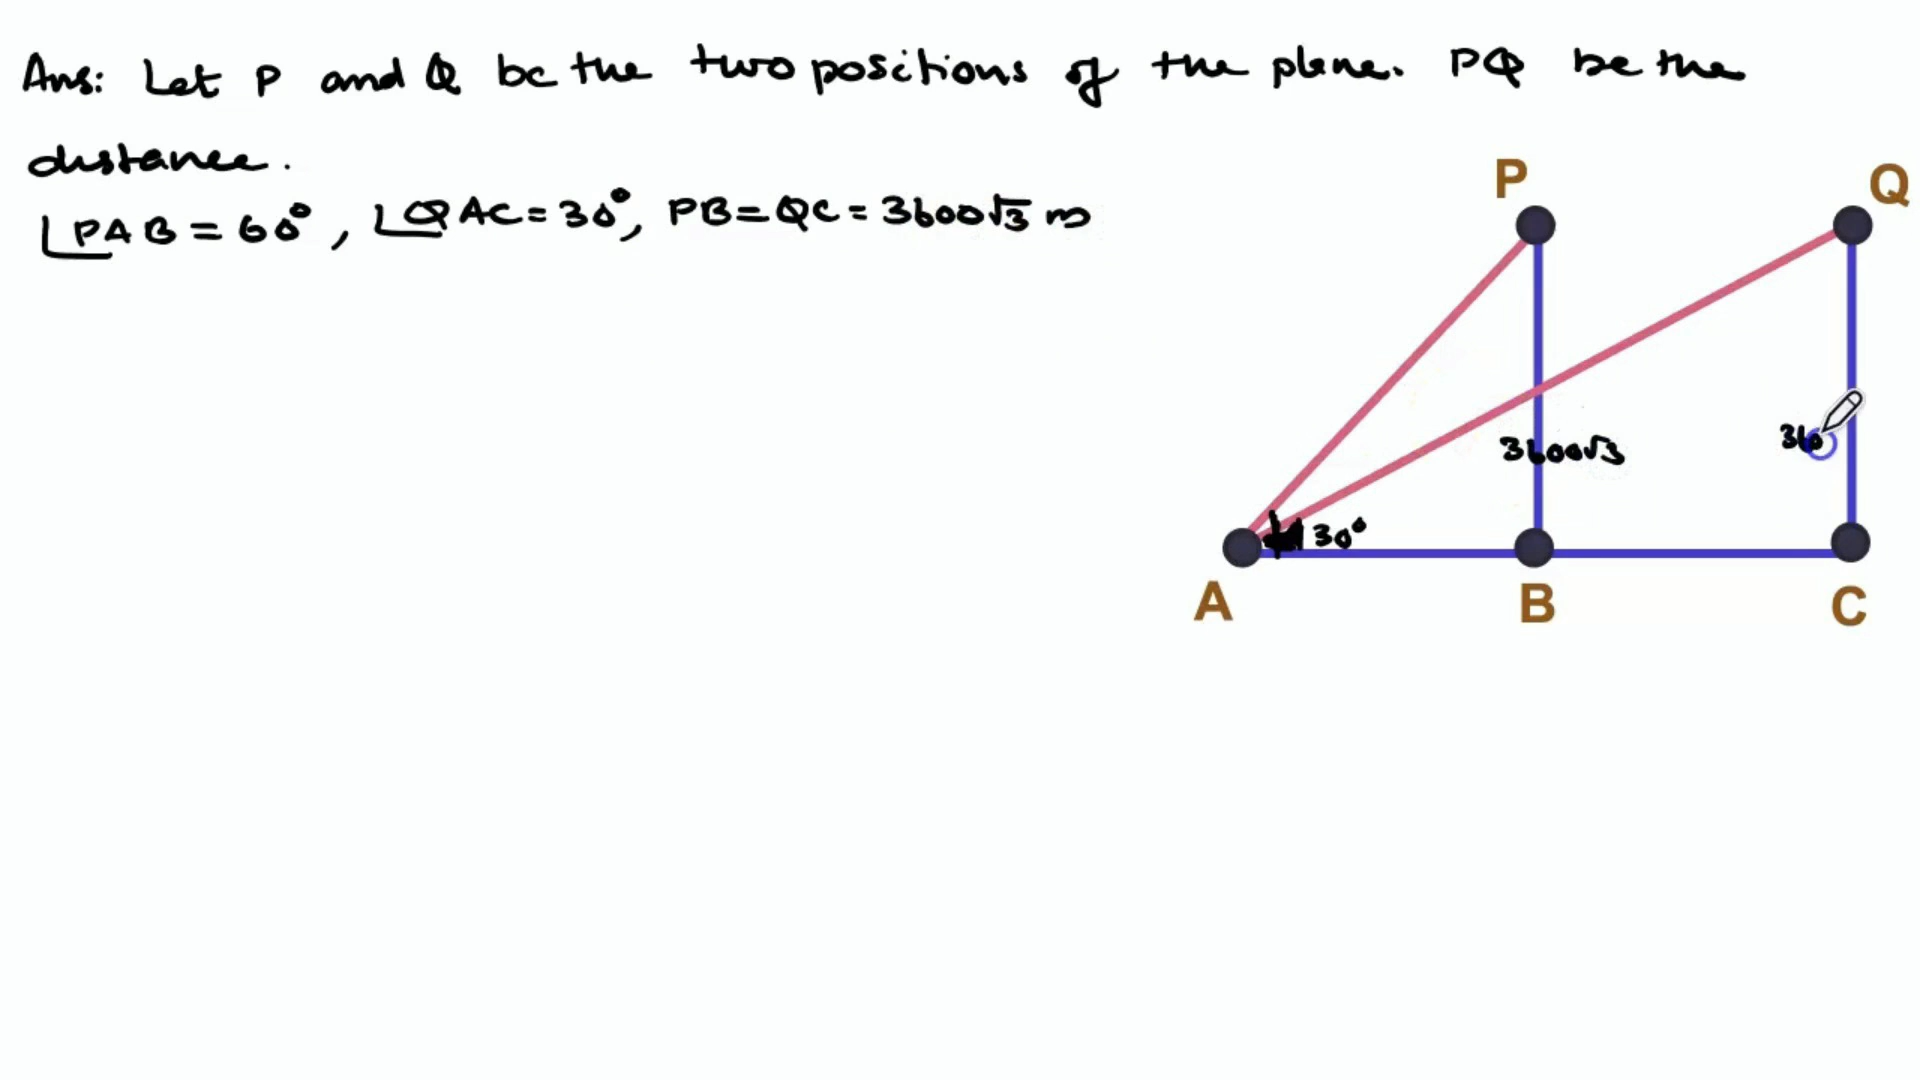 Ans: Let P and Q be the two positions of the plane. PQ be the
distance.
∠PAB = 60°, ∠QAC = 30°, PB = QC = 3600√3 m
P
Q
3600√3
360
30°
A
B
C